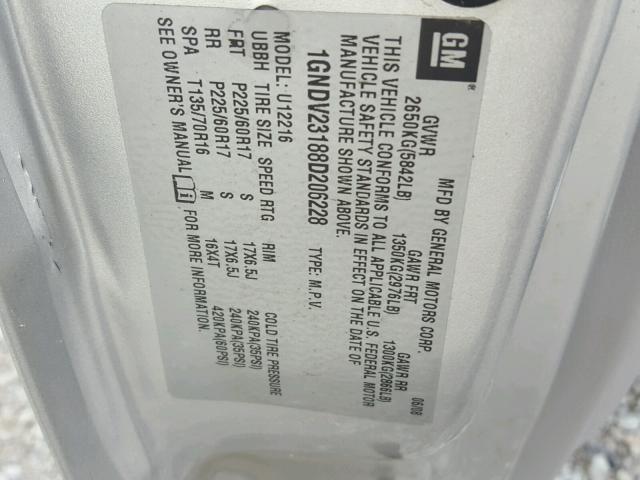 GM
MFD BY GENERAL MOTORS CORP. 06/08
GVWR GAWR FRT GAWR RR
2650KG(5842LB) 1350KG(2976LB) 1300KG(2866LB)
THIS VEHICLE CONFORMS TO ALL APPLICABLE U.S. FEDERAL MOTOR
VEHICLE SAFETY STANDARDS IN EFFECT ON THE DATE OF
MANUFACTURE SHOWN ABOVE.
1GNDV23188D206228 TYPE: M.P.V.
MODEL: U12216
UBBH TIRE SIZE SPEED RTG RIM COLD TIRE PRESSURE
FRT P225/60R17 S 17X6.5J 240KPA(35PSI)
RR P225/60R17 S 17X6.5J 240KPA(35PSI)
SPA T135/70R16 M 16X4T 420KPA(60PSI)
SEE OWNER'S MANUAL i FOR MORE INFORMATION.